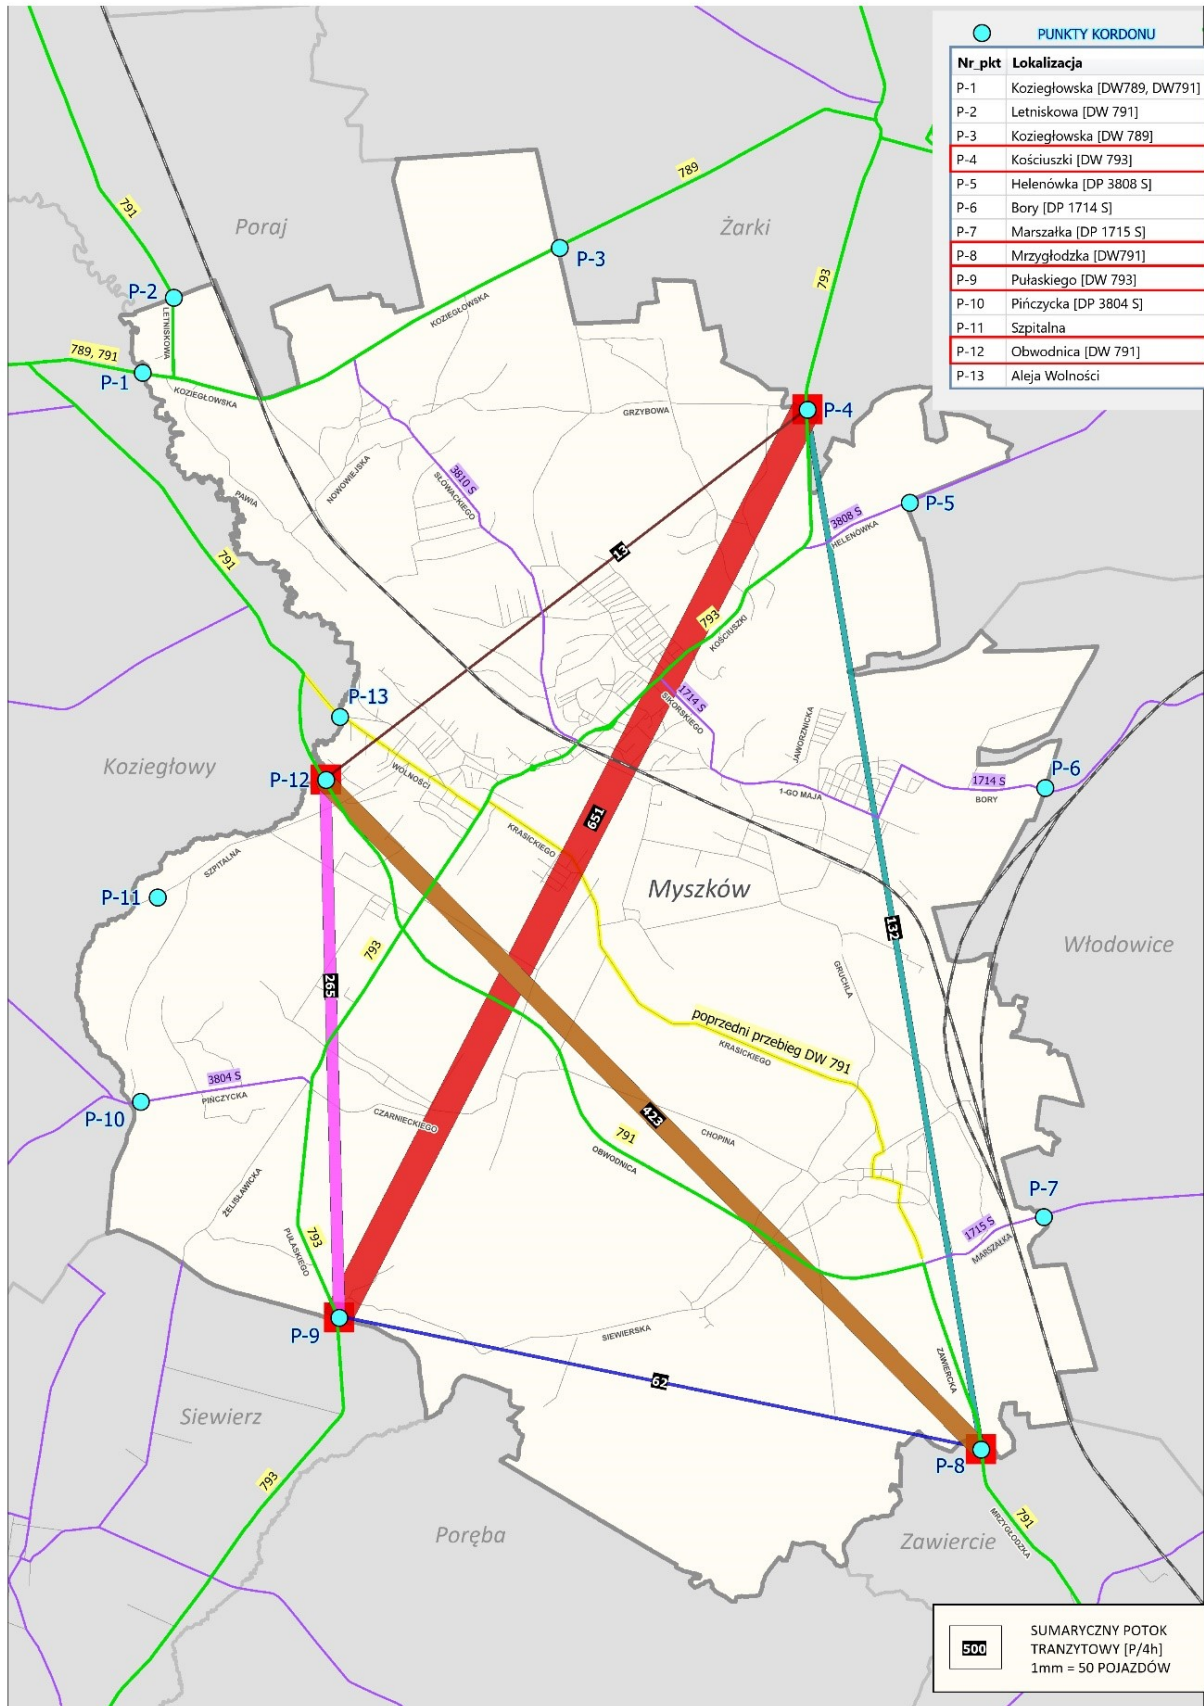 PUNKTY KORDONU
Nr_pkt Lokalizacja
P-1 Koziegłowska [DW789, DW791]
P-2 Letniskowa [DW 791]
P-3 Koziegłowska [DW 789]
P-4 Kościuszki [DW 793]
P-5 Helenówka [DP 3808 S]
P-6 Bory [DP 1714 S]
P-7 Marszałka [DP 1715 S]
P-8 Mrzygłodzka [DW791]
P-9 Pułaskiego [DW 793]
P-10 Pińczycka [DP 3804 S]
P-11 Szpitalna
P-12 Obwodnica [DW 791]
P-13 Aleja Wolności
789
791
Poraj
Żarki
P-3
793
P-2
LETNISKOWA
KOZIEGŁOWSKA
789, 791
P-1
KOZIEGŁOWSKA
GRZYBOWA
P-4
NOWOWIEJSKA
3810 S
SŁOWACKIEGO
PAWIA
P-5
3808 S
HELENÓWKA
13
791
793
KOŚCIUSZKI
1714 S
SIKORSKIEGO
P-13
JAWORZNICKA
Koziegłowy
P-12
WOLNOŚCI
1714 S
P-6
1-GO MAJA
BORY
651
KRASICKIEGO
SZPITALNA
P-11
Myszków
132
793
Włodowice
265
GRUCHLA
poprzedni przebieg DW 791
KRASICKIEGO
3804 S
PIŃCZYCKA
P-10
CZARNIECKIEGO
423
791
CHOPINA
OBWODNICA
ŻELISŁAWICKA
P-7
1715 S
MARSZAŁKA
793
PUŁASKIEGO
P-9
SIEWIERSKA
ZAWIERCKA
62
Siewierz
P-8
793
791
MRZYGŁODZKA
Poręba
Zawiercie
500
SUMARYCZNY POTOK
TRANZYTOWY [P/4h]
1mm = 50 POJAZDÓW